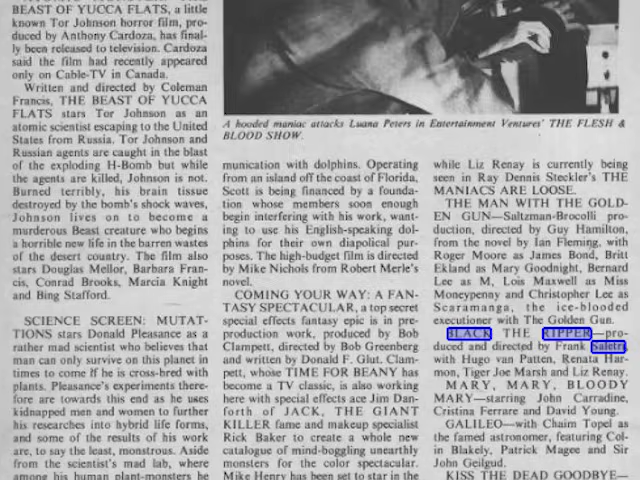 BEAST OF YUCCA FLATS, a little
known Tor Johnson horror film, pro-
duced by Anthony Cardoza, has final-
ly been released to television. Cardoza
said the film had recently appeared
only on Cable-TV in Canada.
Written and directed by Coleman
Francis, THE BEAST OF YUCCA
FLATS stars Tor Johnson as an
atomic scientist escaping to the United
States from Russia. Tor Johnson and
Russian agents are caught in the blast
of the exploding H-Bomb but while
the agents are killed, Johnson is not.
Burned terribly, his brain tissue
destroyed by the bomb's shock waves,
Johnson lives on to become a
murderous Beast creature who begins
a horrible new life in the barren wastes
of the desert country. The film also
stars Douglas Mellor, Barbara Fran-
cis, Conrad Brooks, Marcia Knight
and Bing Stafford.
SCIENCE SCREEN: MUTAT-
TIONS stars Donald Pleasance as a
rather mad scientist who believes that
man can only survive on this planet in
times to come if he is cross-bred with
plants. Pleasance's experiments there-
fore are towards this end as he uses
kidnapped men and women to further
his researches into hybrid life forms,
and some of the results of his work
are, to say the least, monstrous. Aside
from the scientist's mad lab, where
among his human plant-monsters he
A hooded maniac attacks Luana Peters in Entertainment Ventures' THE FLESH &
BLOOD SHOW.
munication with dolphins. Operating
from an island off the coast of Florida,
Scott is being financed by a founda-
tion whose members soon enough
begin interfering with his work, want-
ing to use his English-speaking dol-
phins for their own diapolical pur-
poses. The high-budget film is directed
by Mike Nichols from Robert Merle's
novel.
COMING YOUR WAY: A FAN-
TASY SPECTACULAR, a top secret
special effects fantasy epic is in pre-
production work, produced by Bob
Clampett, directed by Bob Greenberg
and written by Donald F. Glut. Clam-
pett, whose TIME FOR BEANY has
become a TV classic, is also working
here with special effects ace Jim Dan-
forth of JACK, THE GIANT
KILLER fame and makeup specialist
Rick Baker to create a whole new
catalogue of mind-boggling unearthly
monsters for the color spectacular.
Mike Henry has been set to star in the
while Liz Renay is currently being
seen in Ray Dennis Steckler's THE
MANIACS ARE LOOSE.
THE MAN WITH THE GOLD-
EN GUN—Saltzman-Brocolli pro-
duction, directed by Guy Hamilton,
from the novel by Ian Fleming, with
Roger Moore as James Bond, Britt
Ekland as Mary Goodnight, Bernard
Lee as M, Lois Maxwell as Miss
Moneypenny and Christopher Lee as
Scaramanga, the ice-blooded
executioner with The Golden Gun.
BLACK THE RIPPER—pro-
duced and directed by Frank Saletri,
with Hugo van Patten, Renata Har-
mon, Tiger Joe Marsh and Liz Renay.
MARY, MARY, BLOODY
MARY—starring John Carradine,
Cristina Ferrare and David Young.
GALILEO—with Chaim Topel as
the famed astronomer, featuring Col-
in Blakely, Patrick Magee and Sir
John Geilgud.
KISS THE DEAD GOODBYE—